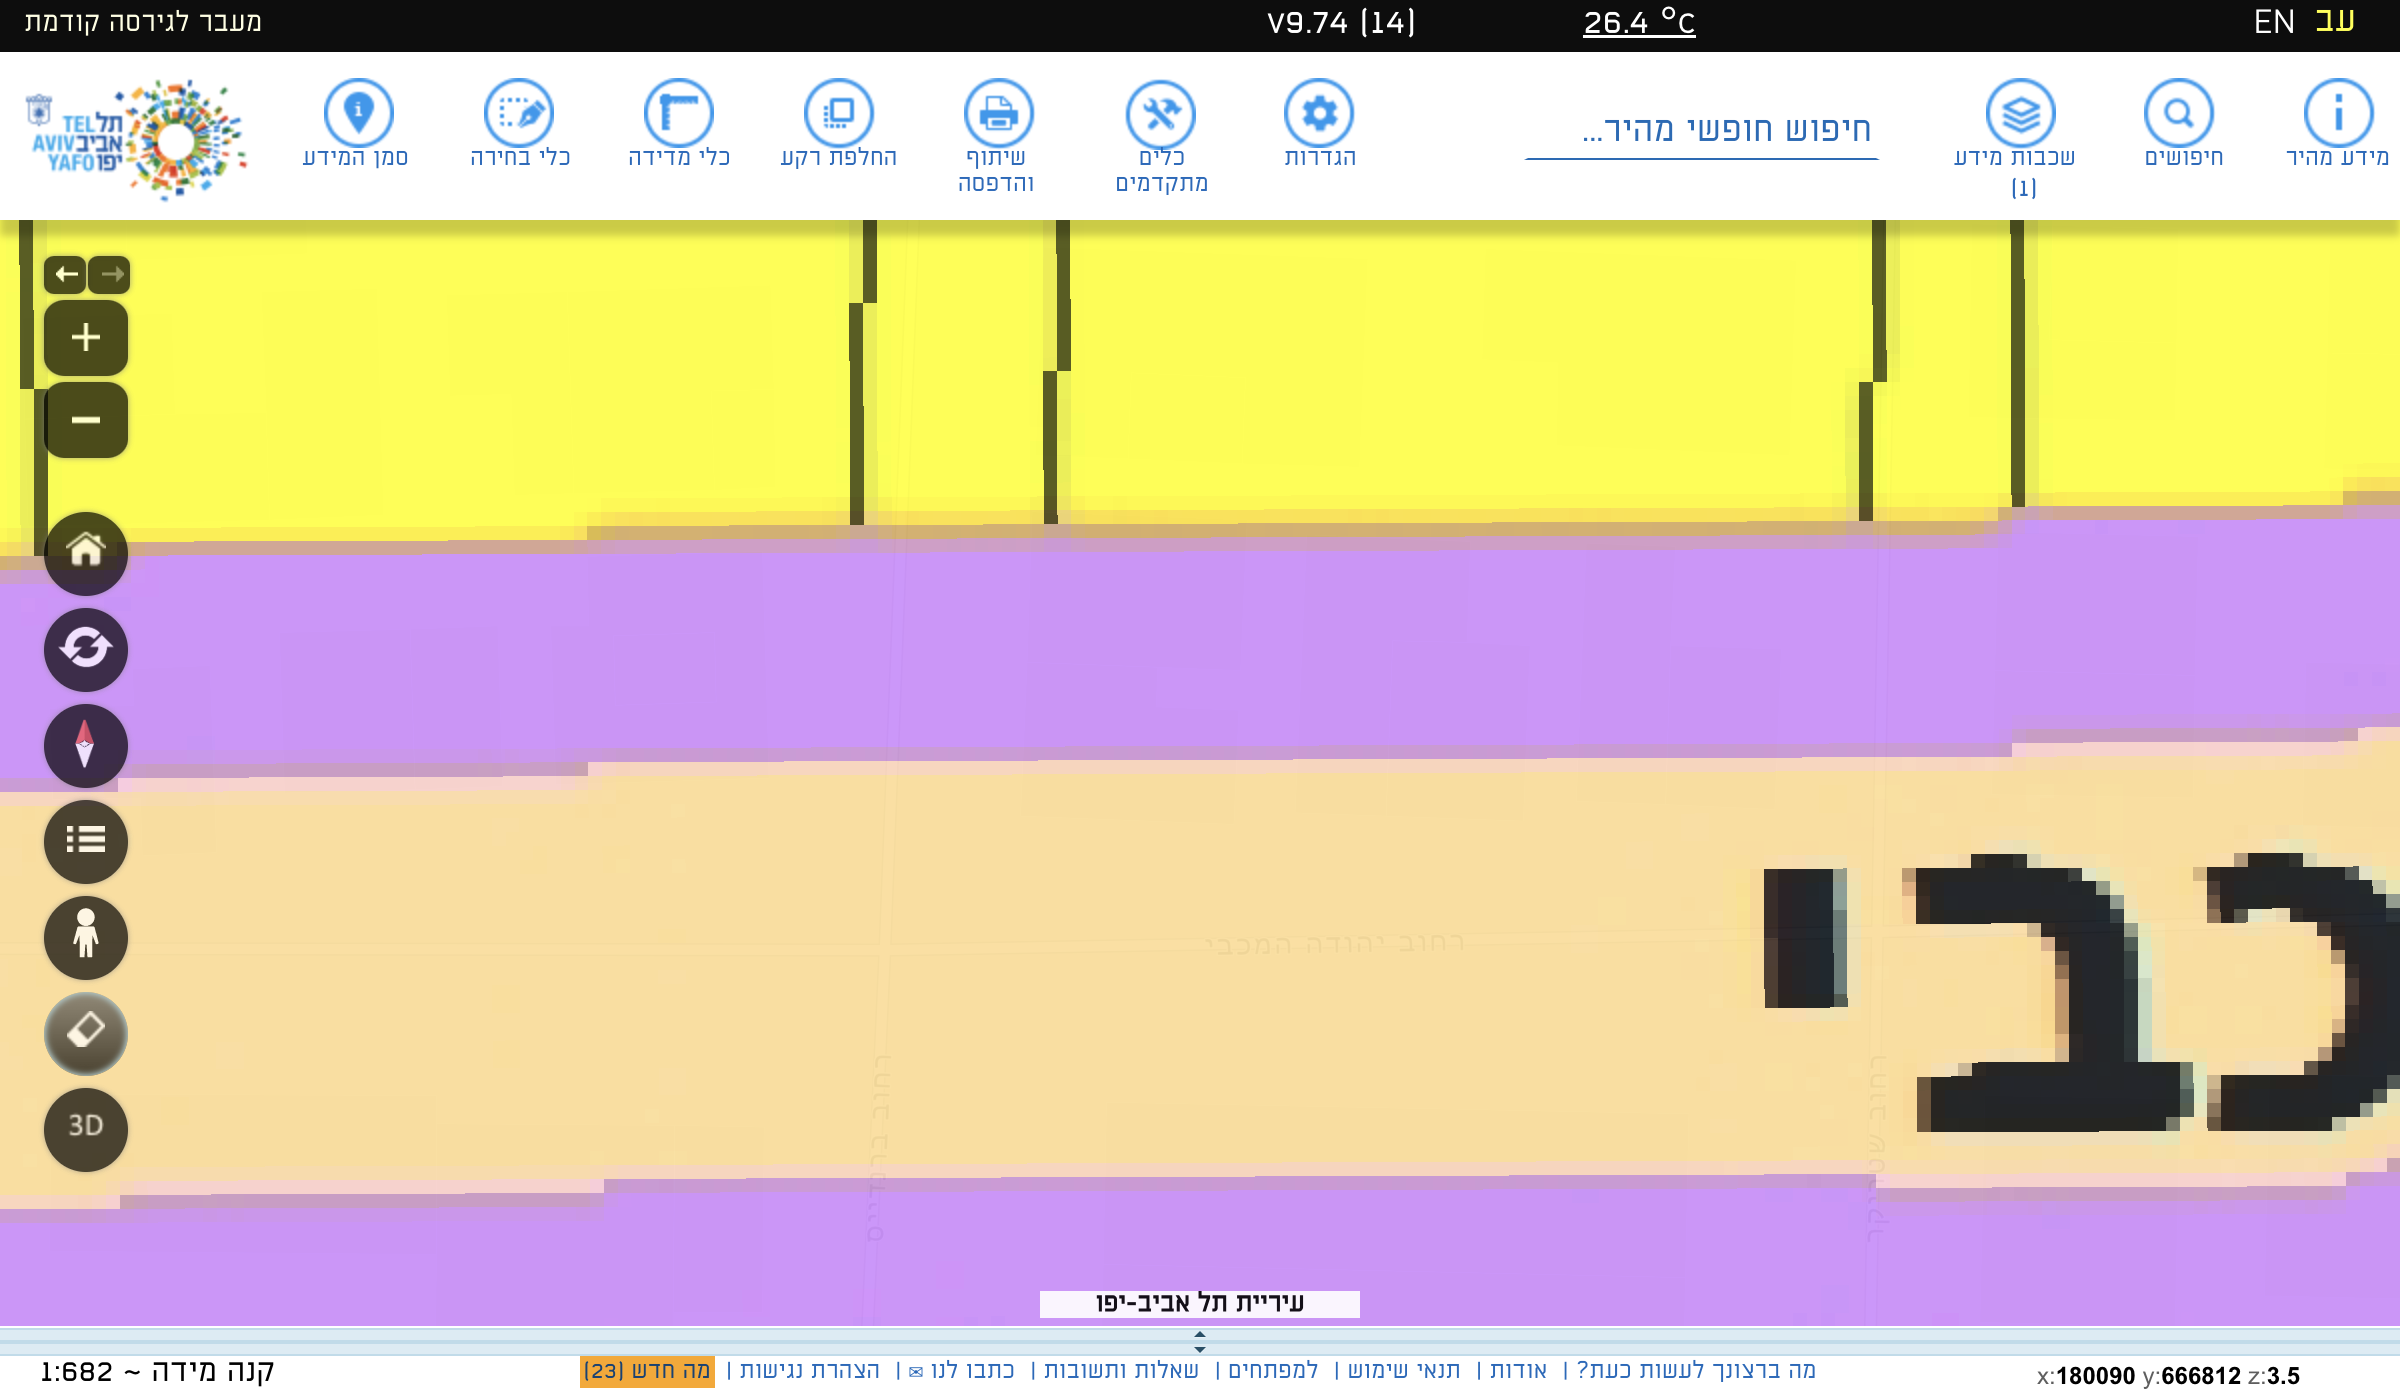 עב EN
26.4 °C
V9.74 (14)
מעבר לגירסה קודמת
מידע מהיר
חיפושים
שכבות מידע
(1)
חיפוש חופשי מהיר...
הגדרות
כלים
מתקדמים
שיתוף
והדפסה
החלפת רקע
כלי מדידה
כלי בחירה
סמן המידע
תל
אביב
יפו
TEL
AVIV
YAFO
רחוב יהודה המכבי
כבי
רחוב ברנדייס
רחוב שטריקר
3D
עיריית תל אביב-יפו
מה ברצונך לעשות כעת? | אודות | תנאי שימוש | למפתחים | שאלות ותשובות | כתבו לנו ✉ | הצהרת נגישות | מה חדש (23)
x:180090 y:666812 z:3.5
קנה מידה ~ 1:682